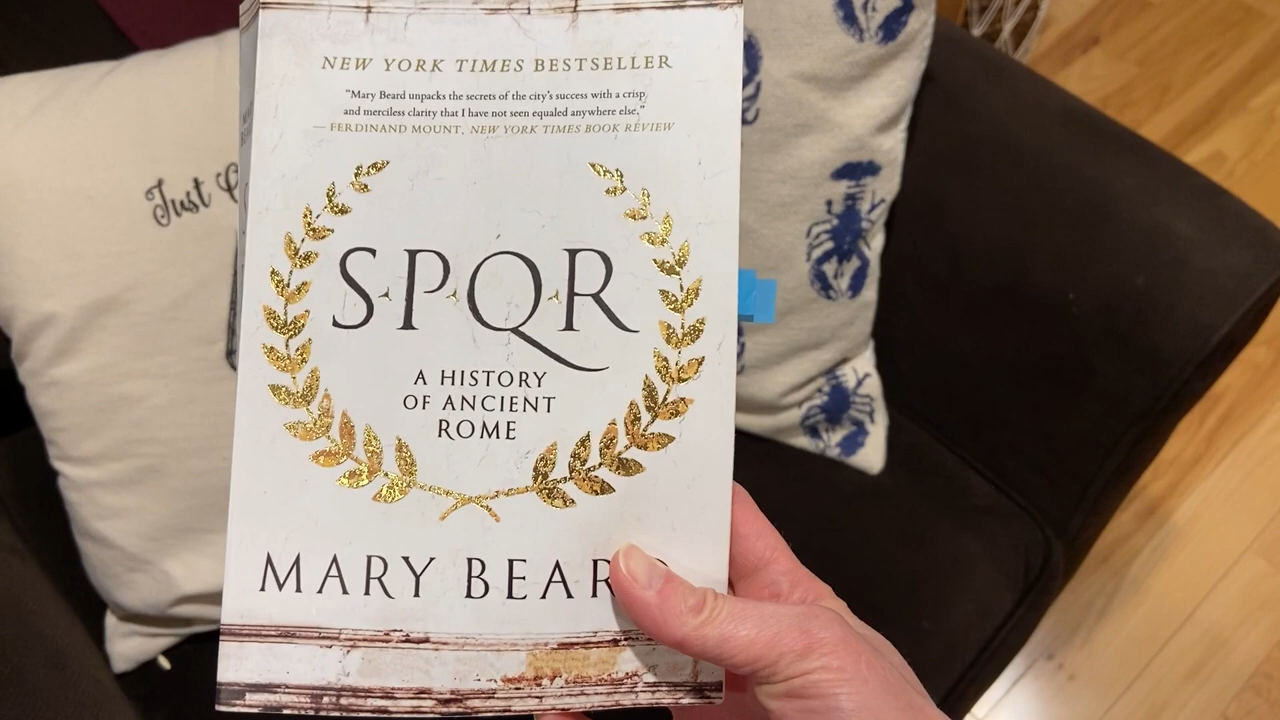 NEW YORK TIMES BESTSELLER
"Mary Beard unpacks the secrets of the city's success with a crisp
and merciless clarity that I have not seen equaled anywhere else."
— FERDINAND MOUNT, NEW YORK TIMES BOOK REVIEW
S·P·Q·R
A HISTORY
OF ANCIENT
ROME
MARY BEARD
Just